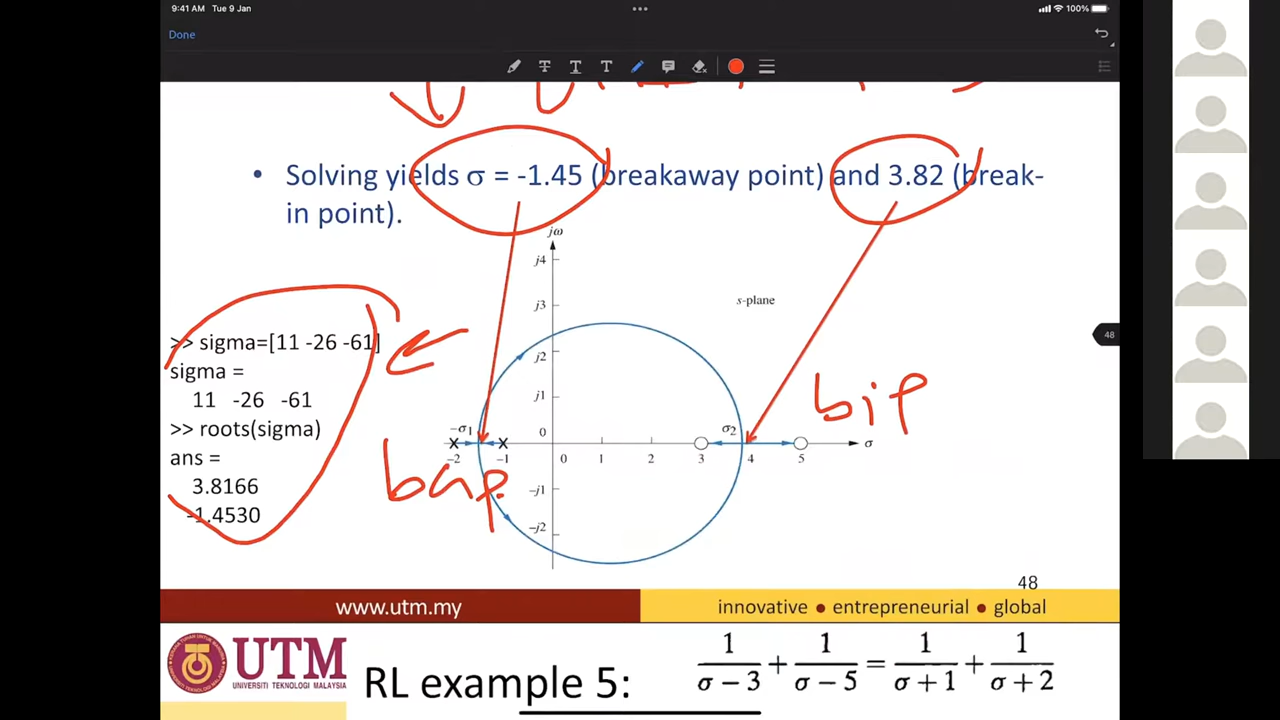 9:41 AM Tue 9 Jan
100%
Done
• Solving yields σ = -1.45 (breakaway point) and 3.82 (break-
in point).
jω
j4
s-plane
j3
>> sigma=[11 -26 -61]
48
j2
sigma =
11 -26 -61
j1
bip
>> roots(sigma)
−σ1
0
σ2
σ
ans =
-2 -1 0 1 2 3 4 5
bap
3.8166
−j1
-1.4530
−j2
48
www.utm.my
innovative ● entrepreneurial ● global
UTM
UNIVERSITI TEKNOLOGI MALAYSIA
RL example 5:
1/(σ − 3) + 1/(σ − 5) = 1/(σ + 1) + 1/(σ + 2)